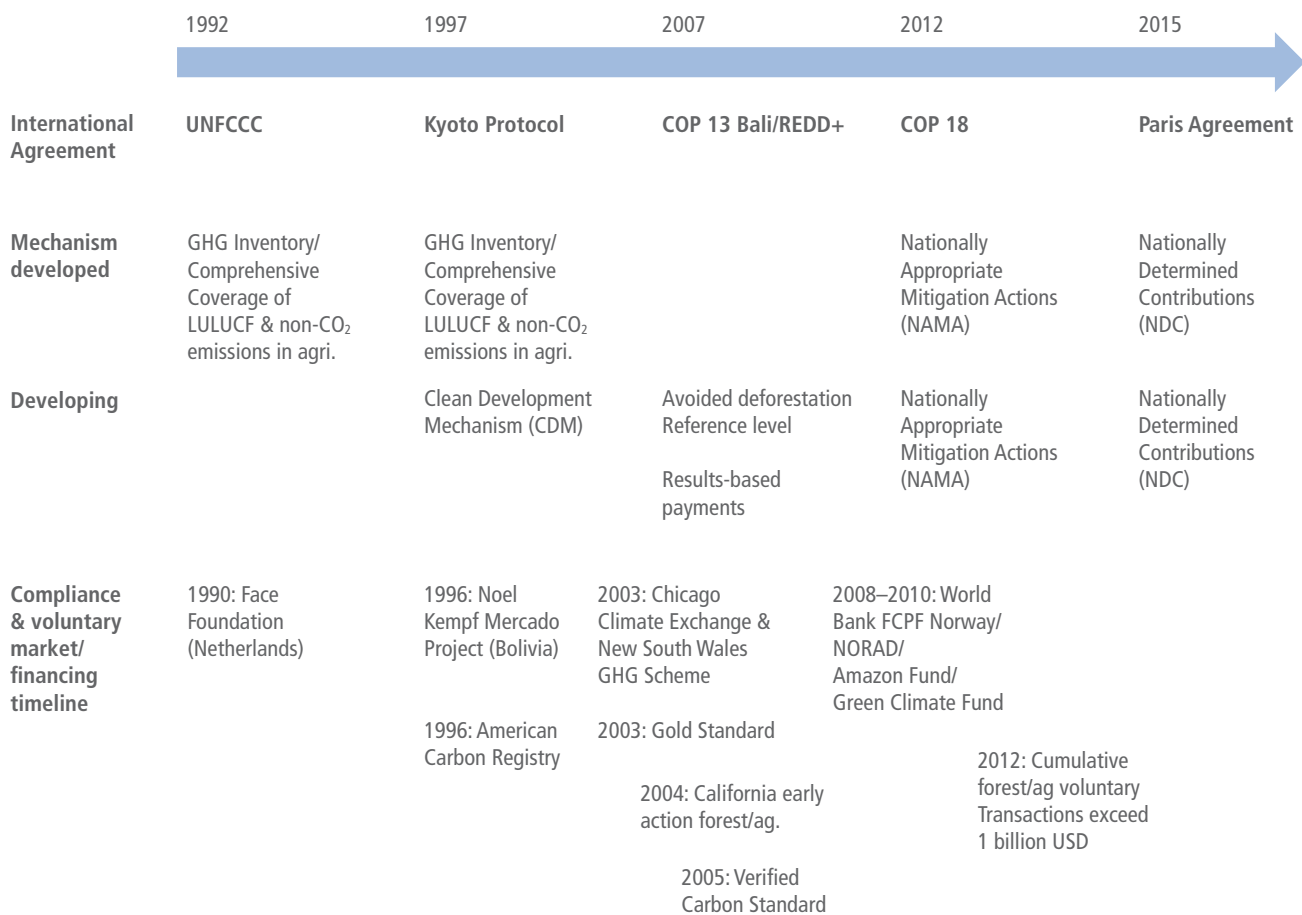 1992 1997 2007 2012 2015
International
Agreement
UNFCCC
Kyoto Protocol
COP 13 Bali/REDD+
COP 18
Paris Agreement
Mechanism
developed
GHG Inventory/
Comprehensive
Coverage of
LULUCF & non-CO₂
emissions in agri.
GHG Inventory/
Comprehensive
Coverage of
LULUCF & non-CO₂
emissions in agri.
Nationally
Appropriate
Mitigation Actions
(NAMA)
Nationally
Determined
Contributions
(NDC)
Developing
Clean Development
Mechanism (CDM)
Avoided deforestation
Reference level
Results-based
payments
Nationally
Appropriate
Mitigation Actions
(NAMA)
Nationally
Determined
Contributions
(NDC)
Compliance
& voluntary
market/
financing
timeline
1990: Face
Foundation
(Netherlands)
1996: Noel
Kempf Mercado
Project (Bolivia)
1996: American
Carbon Registry
2003: Chicago
Climate Exchange &
New South Wales
GHG Scheme
2003: Gold Standard
2004: California early
action forest/ag.
2005: Verified
Carbon Standard
2008–2010: World
Bank FCPF Norway/
NORAD/
Amazon Fund/
Green Climate Fund
2012: Cumulative
forest/ag voluntary
Transactions exceed
1 billion USD